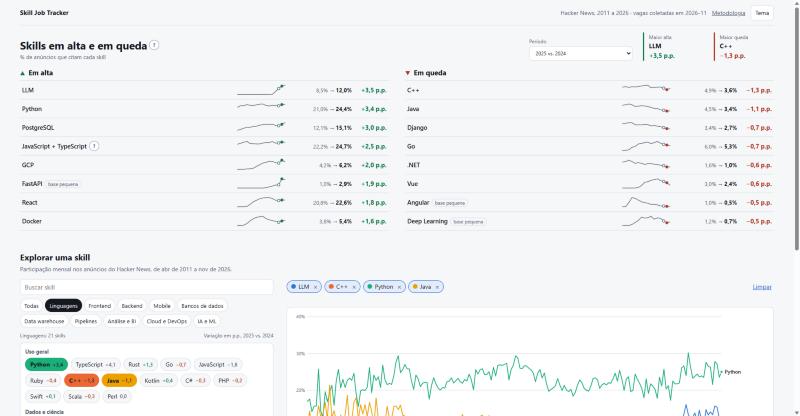 Skill Job Tracker
Hacker News, 2011 a 2026 · vagas coletadas em 2026-11 Metodologia Tema
Skills em alta e em queda ?
% de anúncios que citam cada skill
Período
2025 vs. 2024
Maior alta
LLM
+3,5 p.p.
Maior queda
C++
−1,3 p.p.
▲ Em alta
LLM 8,5% → 12,0% +3,5 p.p.
Python 21,0% → 24,4% +3,4 p.p.
PostgreSQL 12,1% → 15,1% +3,0 p.p.
JavaScript + TypeScript ? 22,2% → 24,7% +2,5 p.p.
GCP 4,2% → 6,2% +2,0 p.p.
FastAPI base pequena 1,0% → 2,9% +1,9 p.p.
React 20,8% → 22,6% +1,8 p.p.
Docker 3,8% → 5,4% +1,6 p.p.
▼ Em queda
C++ 4,9% → 3,6% −1,3 p.p.
Java 4,5% → 3,4% −1,1 p.p.
Django 3,4% → 2,7% −0,7 p.p.
Go 6,0% → 5,3% −0,7 p.p.
.NET 1,6% → 1,0% −0,6 p.p.
Vue 3,0% → 2,4% −0,6 p.p.
Angular base pequena 1,0% → 0,5% −0,5 p.p.
Deep Learning base pequena 1,2% → 0,7% −0,5 p.p.
Explorar uma skill
Participação mensal nos anúncios do Hacker News, de abr de 2011 a nov de 2026.
Buscar skill
Todas Linguagens Frontend Backend Mobile Bancos de dados
Data warehouse Pipelines Análise e BI Cloud e DevOps IA e ML
Linguagens 21 skills Variação em p.p., 2025 vs. 2024
Uso geral
Python +3,4 TypeScript +4,1 Rust +1,3 Go −0,7 JavaScript −1,8
Ruby −0,4 C++ −1,3 Java −1,1 Kotlin +0,4 C# −0,3 PHP −0,2
Swift +0,1 Scala −0,3 Perl 0,0
Dados e ciência
LLM × C++ × Python × Java ×
Limpar
40%
30%
20%
Python